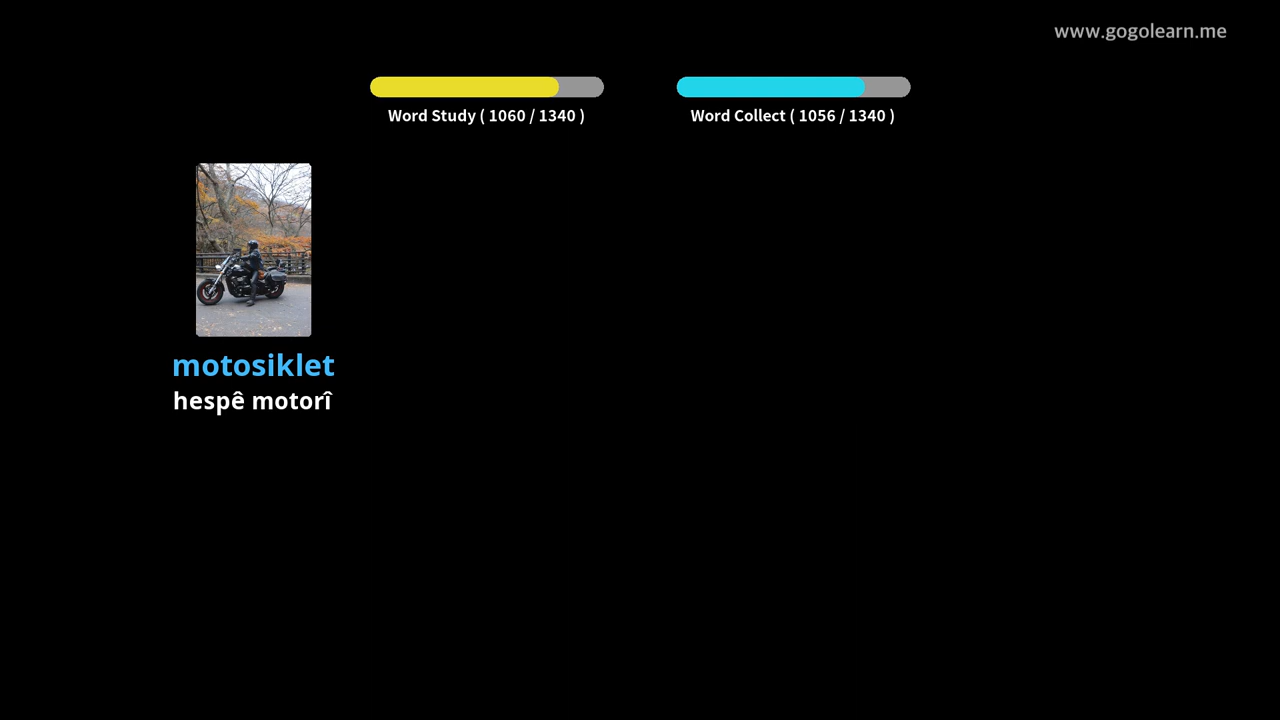 www.gogolearn.me
Word Study ( 1060 / 1340 )
Word Collect ( 1056 / 1340 )
motosiklet
hespê motorî